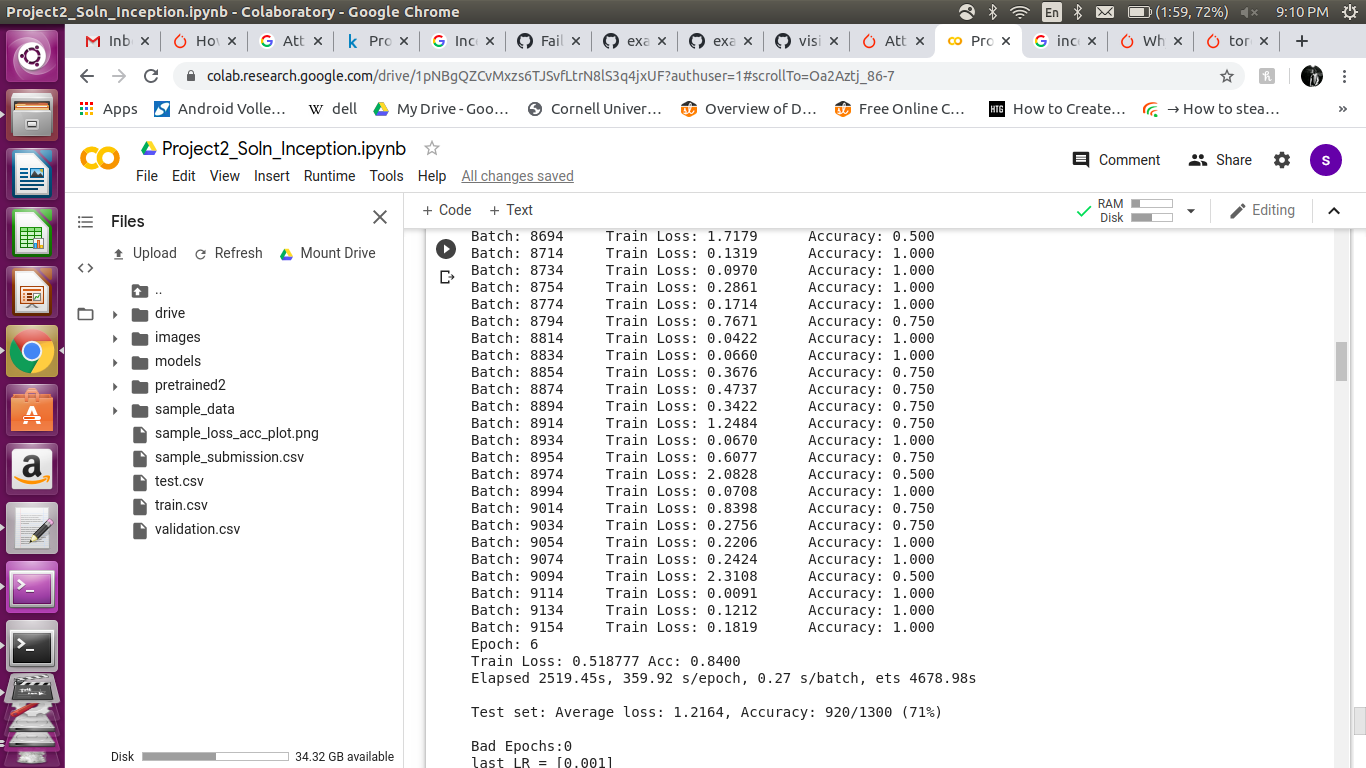 Project2_Soln_Inception.ipynb - Colaboratory - Google Chrome
En
(1:59, 72%)
9:10 PM
Inb
Hov
Att
k Pro
Ince
Fail
exa
exa
visi
Att
Pro
inc
Wh
tor
colab.research.google.com/drive/1pNBgQZCvMxzs6TJSvfLtrN8lS3q4jxUF?authuser=1#scrollTo=Oa2Aztj_86-7
Apps
Android Volle...
W dell
My Drive - Goo...
Cornell Univer...
Overview of D...
Free Online C...
HTG How to Create...
→ How to stea...
»
Project2_Soln_Inception.ipynb
Comment
Share
S
File Edit View Insert Runtime Tools Help All changes saved
Files
+ Code + Text
RAM
Disk
Editing
Upload Refresh Mount Drive
..
drive
images
models
pretrained2
sample_data
sample_loss_acc_plot.png
sample_submission.csv
test.csv
train.csv
validation.csv
Disk 34.32 GB available
Batch: 8694 Train Loss: 1.7179 Accuracy: 0.500
Batch: 8714 Train Loss: 0.1319 Accuracy: 1.000
Batch: 8734 Train Loss: 0.0970 Accuracy: 1.000
Batch: 8754 Train Loss: 0.2861 Accuracy: 1.000
Batch: 8774 Train Loss: 0.1714 Accuracy: 1.000
Batch: 8794 Train Loss: 0.7671 Accuracy: 0.750
Batch: 8814 Train Loss: 0.0422 Accuracy: 1.000
Batch: 8834 Train Loss: 0.0660 Accuracy: 1.000
Batch: 8854 Train Loss: 0.3676 Accuracy: 0.750
Batch: 8874 Train Loss: 0.4737 Accuracy: 0.750
Batch: 8894 Train Loss: 0.3422 Accuracy: 0.750
Batch: 8914 Train Loss: 1.2484 Accuracy: 0.750
Batch: 8934 Train Loss: 0.0670 Accuracy: 1.000
Batch: 8954 Train Loss: 0.6077 Accuracy: 0.750
Batch: 8974 Train Loss: 2.0828 Accuracy: 0.500
Batch: 8994 Train Loss: 0.0708 Accuracy: 1.000
Batch: 9014 Train Loss: 0.8398 Accuracy: 0.750
Batch: 9034 Train Loss: 0.2756 Accuracy: 0.750
Batch: 9054 Train Loss: 0.2206 Accuracy: 1.000
Batch: 9074 Train Loss: 0.2424 Accuracy: 1.000
Batch: 9094 Train Loss: 2.3108 Accuracy: 0.500
Batch: 9114 Train Loss: 0.0091 Accuracy: 1.000
Batch: 9134 Train Loss: 0.1212 Accuracy: 1.000
Batch: 9154 Train Loss: 0.1819 Accuracy: 1.000
Epoch: 6
Train Loss: 0.518777 Acc: 0.8400
Elapsed 2519.45s, 359.92 s/epoch, 0.27 s/batch, ets 4678.98s
Test set: Average loss: 1.2164, Accuracy: 920/1300 (71%)
Bad Epochs:0
last LR = [0.001]